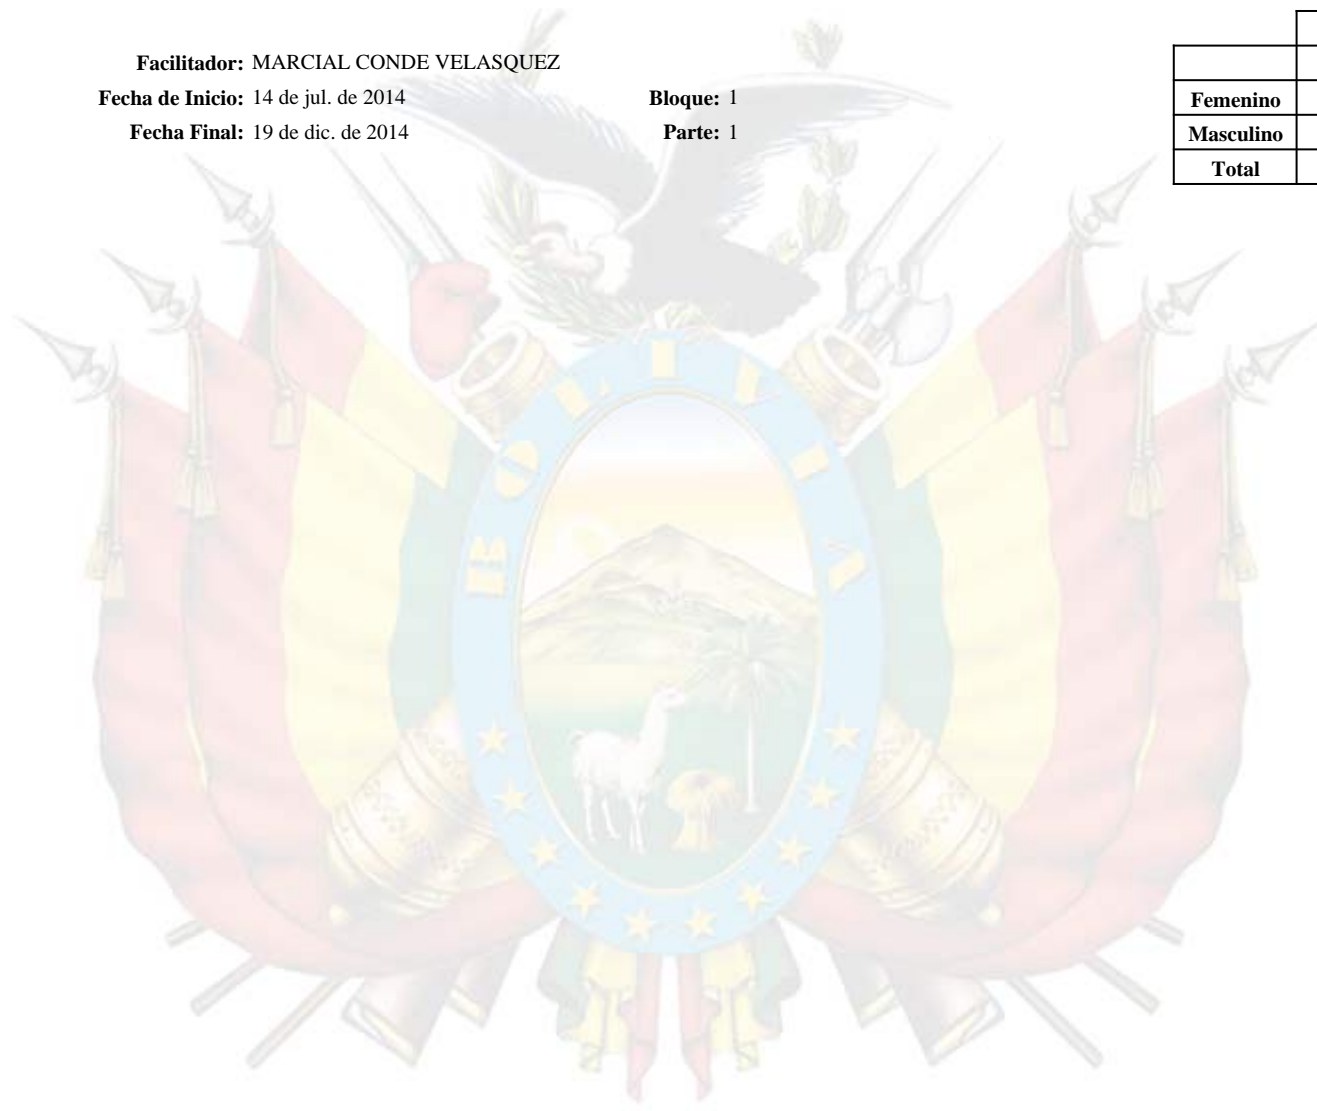 Facilitador: MARCIAL CONDE VELASQUEZ
Fecha de Inicio: 14 de jul. de 2014 Bloque: 1
Fecha Final: 19 de dic. de 2014 Parte: 1
Femenino
Masculino
Total
BOLIVIA